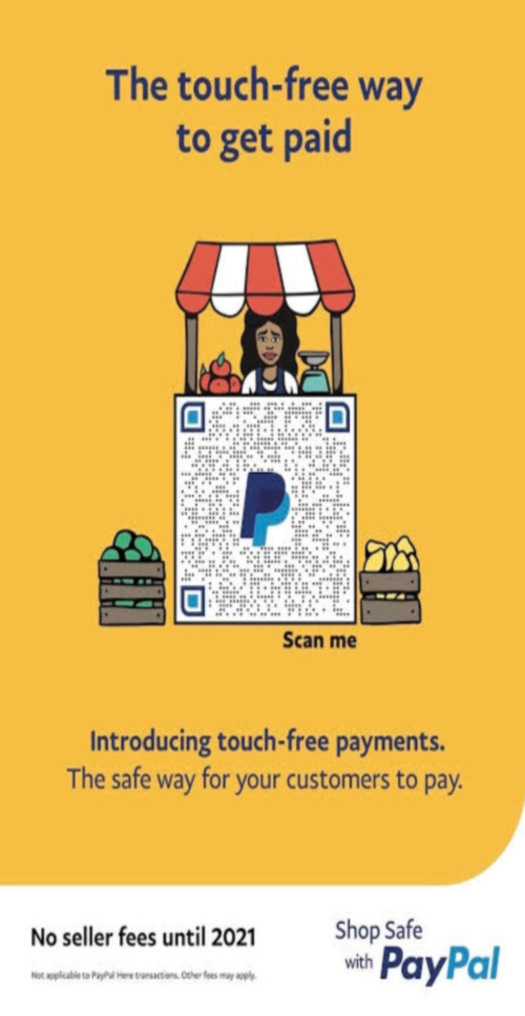 The touch-free way
to get paid
Scan me
Introducing touch-free payments.
The safe way for your customers to pay.
No seller fees until 2021
Not applicable to PayPal Here transactions. Other fees may apply.
Shop Safe
with PayPal